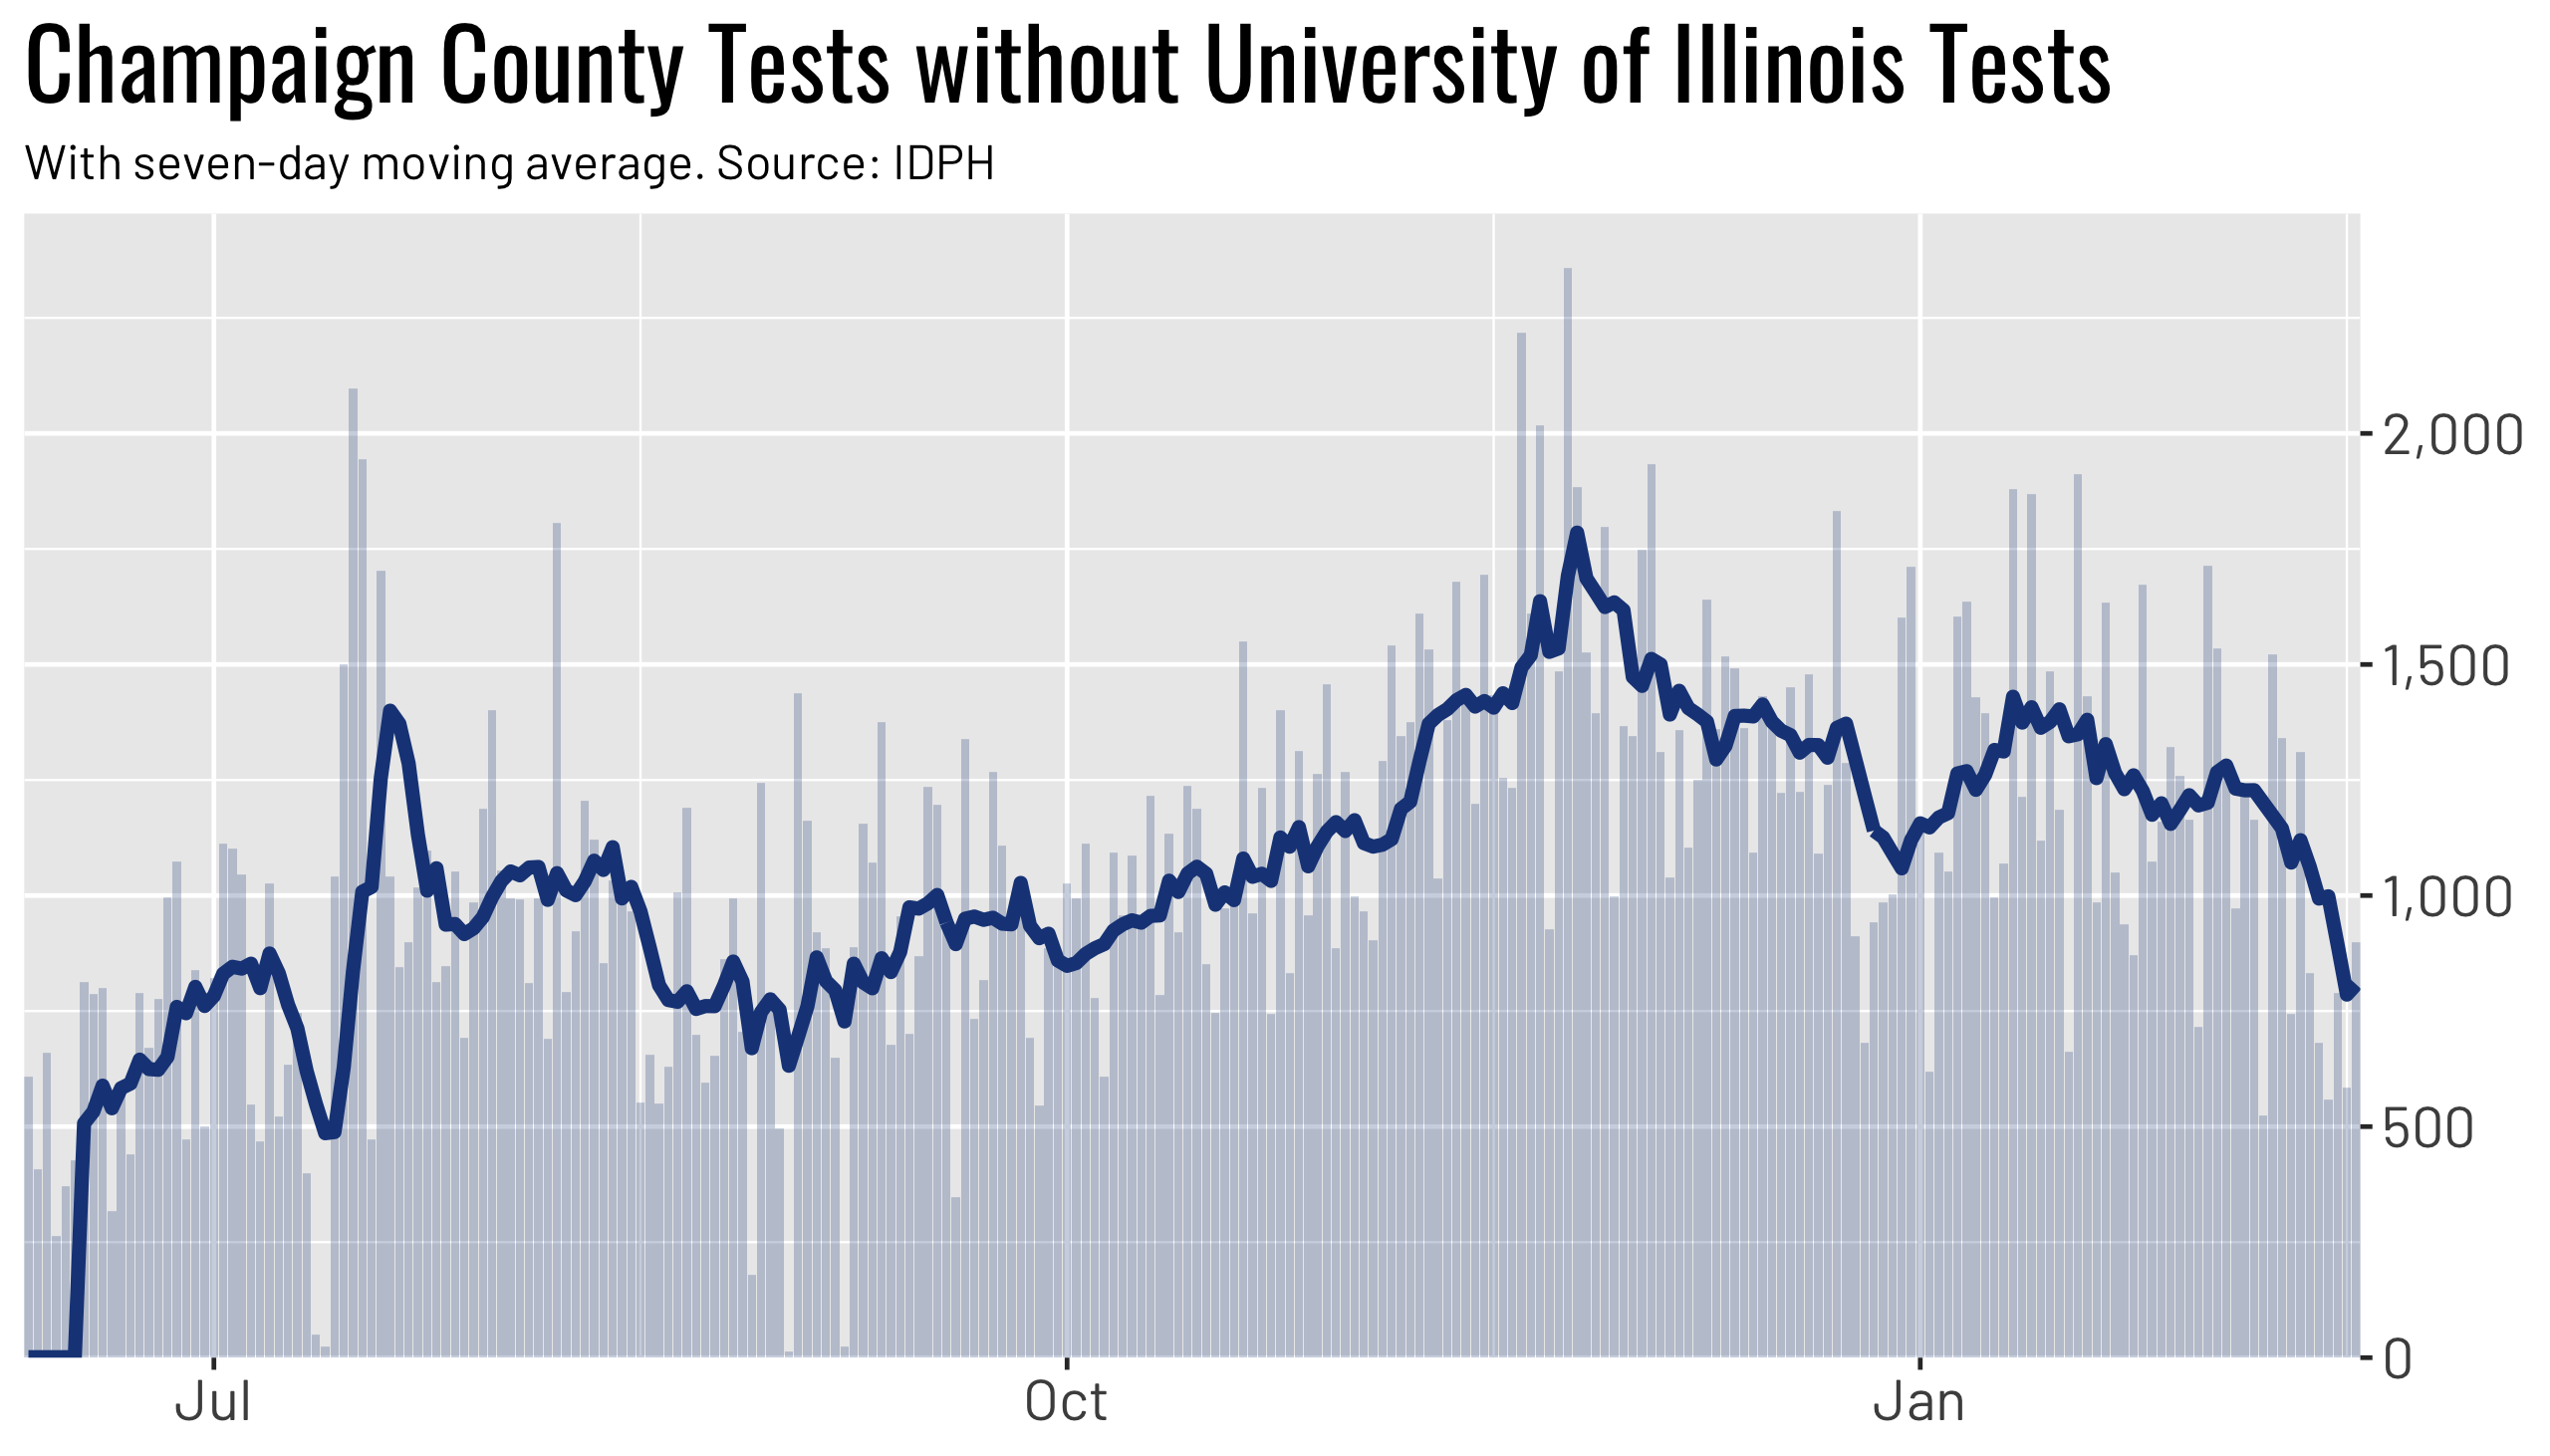 Champaign County Tests without University of Illinois Tests
With seven-day moving average. Source: IDPH
2,000
1,500
1,000
500
0
Jul
Oct
Jan